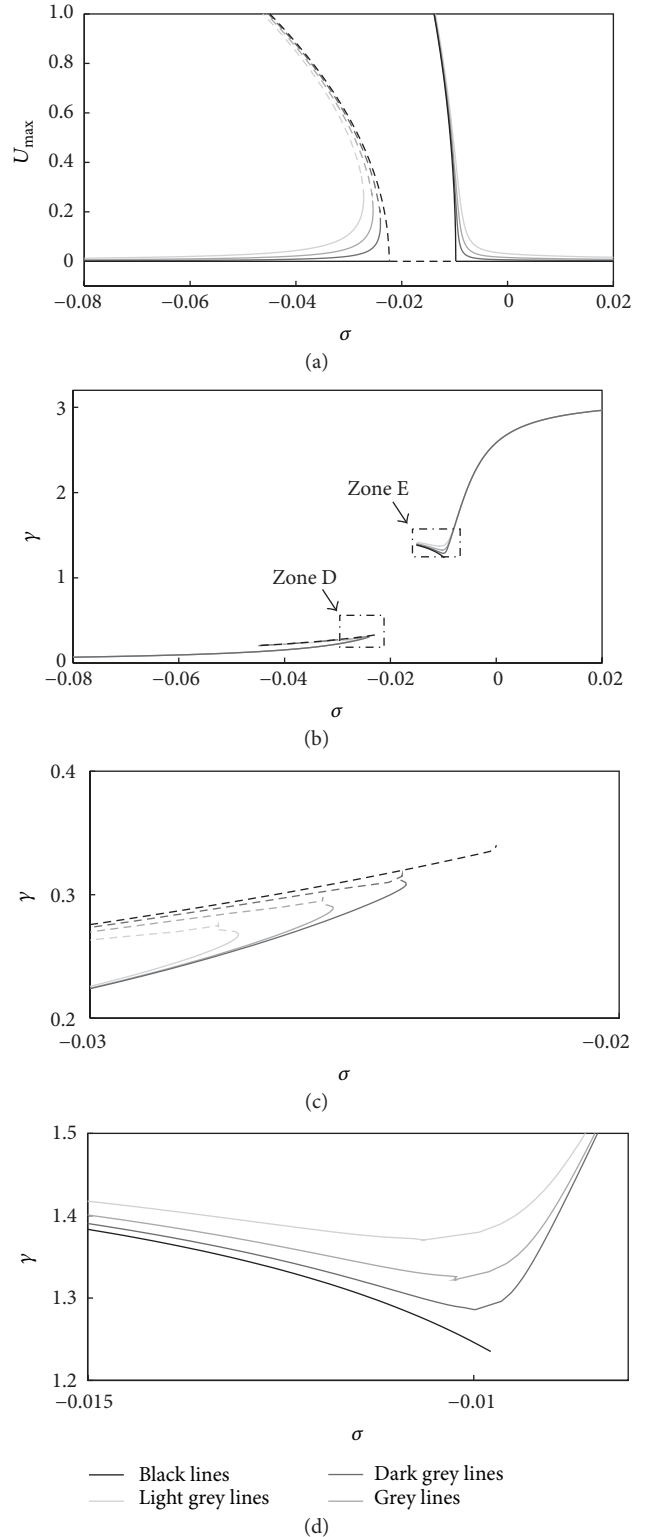 1.0
0.8
0.6
0.4
0.2
0
U_max
−0.08
−0.06
−0.04
−0.02
0
0.02
σ
(a)
3
2
1
0
γ
Zone E
Zone D
−0.08
−0.06
−0.04
−0.02
0
0.02
σ
(b)
0.4
0.3
0.2
γ
−0.03
−0.02
σ
(c)
1.5
1.4
1.3
1.2
γ
−0.015
−0.01
σ
Black lines
Dark grey lines
Light grey lines
Grey lines
(d)